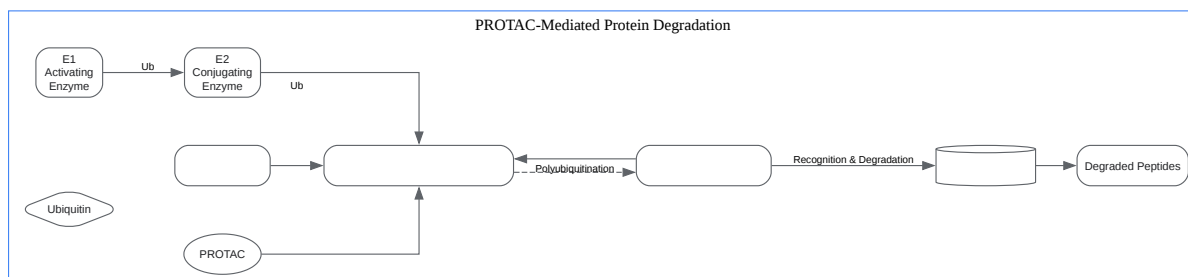 PROTAC-Mediated Protein Degradation
E1
Activating
Enzyme
Ub
E2
Conjugating
Enzyme
Ub
Polyubiquitination
Recognition & Degradation
Degraded Peptides
Ubiquitin
PROTAC